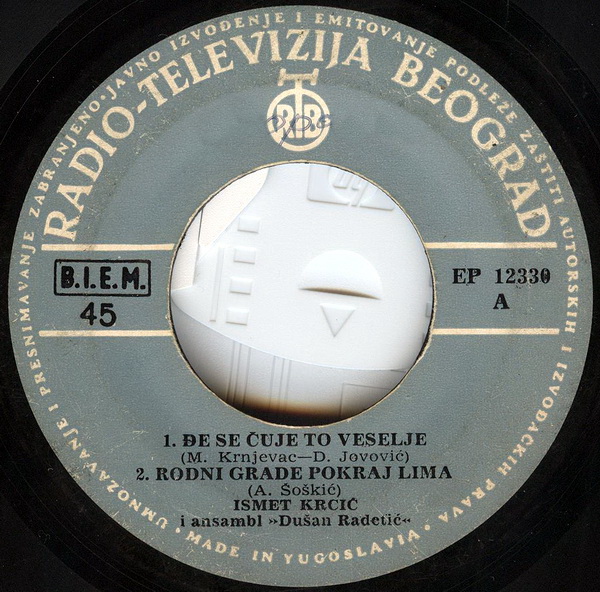 UMNOŽAVANJE I PRESNIMAVANJE ZABRANJENO·JAVNO IZVOĐENJE I EMITOVANJE PODLEŽE ZAŠTITI AUTORSKIH I IZVOĐAČKIH PRAVA ·
RADIO-TELEVIZIJA BEOGRAD
B.I.E.M.
45
EP 12330
A
1. ĐE SE ČUJE TO VESELJE
(M. Krnjevac—D. Jovović)
2. RODNI GRADE POKRAJ LIMA
(A. Šoškić)
ISMET KRCIĆ
i ansambl »Dušan Radetić«
· MADE IN YUGOSLAVIA ·